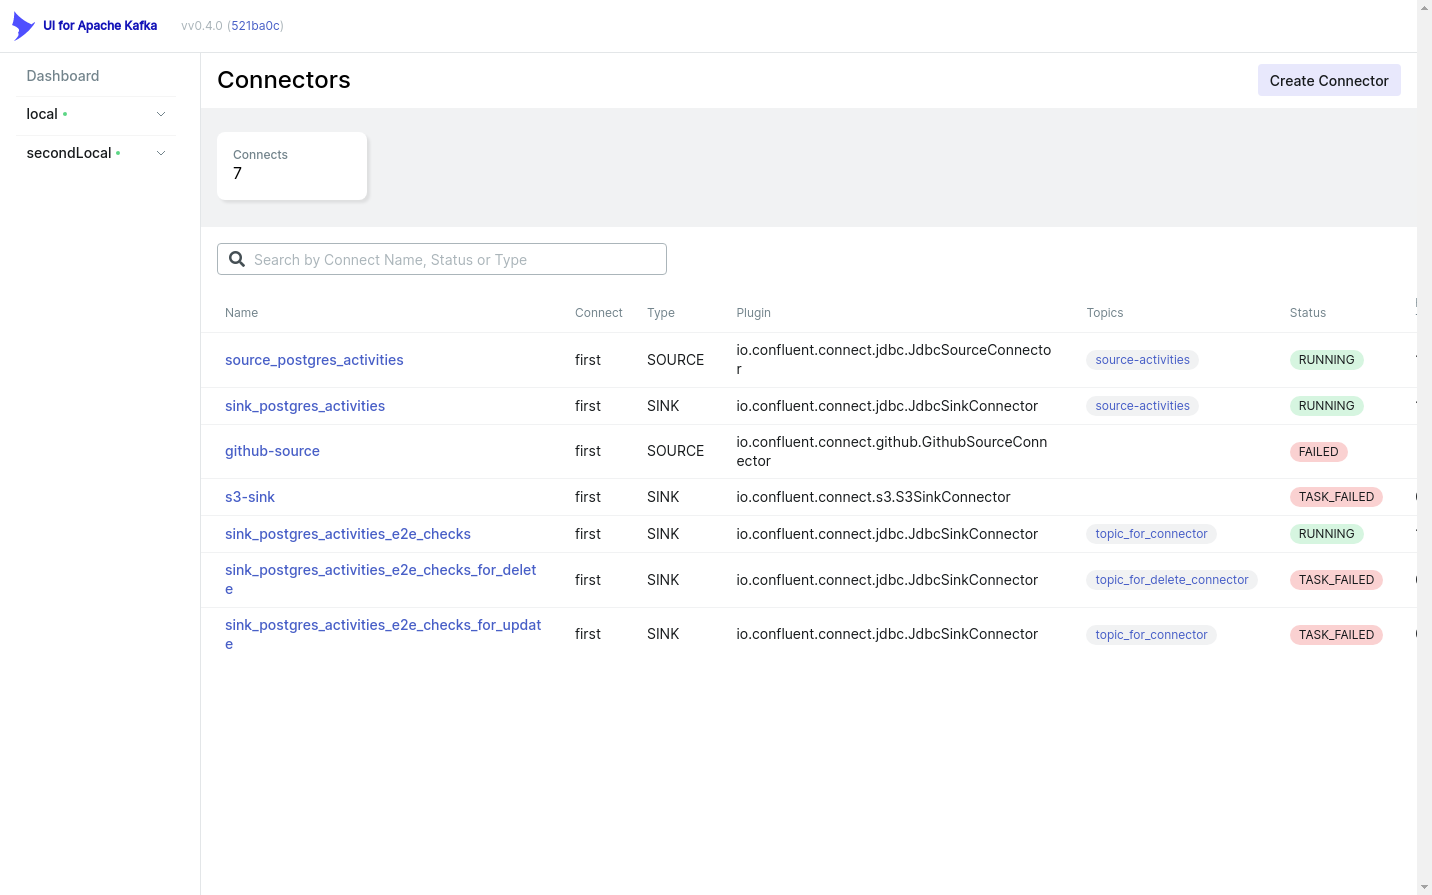 UI for Apache Kafka vv0.4.0 (521ba0c)
Dashboard
local
secondLocal
Connectors
Create Connector
Connects
7
Search by Connect Name, Status or Type
Name Connect Type Plugin Topics Status
source_postgres_activities first SOURCE io.confluent.connect.jdbc.JdbcSourceConnecto
r source-activities RUNNING
sink_postgres_activities first SINK io.confluent.connect.jdbc.JdbcSinkConnector source-activities RUNNING
github-source first SOURCE io.confluent.connect.github.GithubSourceConn
ector FAILED
s3-sink first SINK io.confluent.connect.s3.S3SinkConnector TASK_FAILED
sink_postgres_activities_e2e_checks first SINK io.confluent.connect.jdbc.JdbcSinkConnector topic_for_connector RUNNING
sink_postgres_activities_e2e_checks_for_delet
e first SINK io.confluent.connect.jdbc.JdbcSinkConnector topic_for_delete_connector TASK_FAILED
sink_postgres_activities_e2e_checks_for_updat
e first SINK io.confluent.connect.jdbc.JdbcSinkConnector topic_for_connector TASK_FAILED